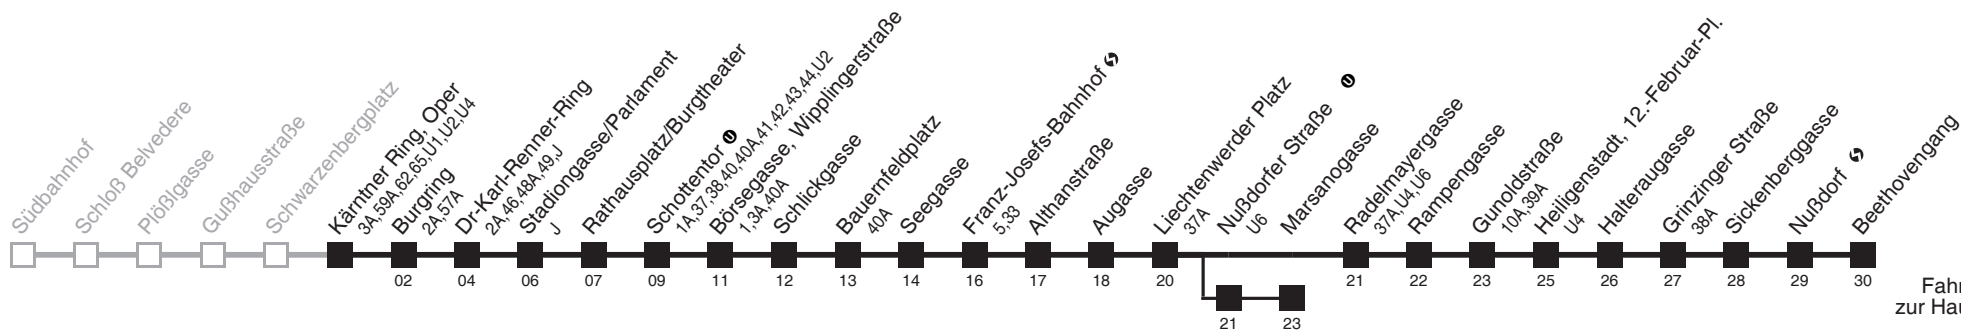 Südbahnhof
Schloß Belvedere
Plößlgasse
Gußhausstraße
Schwarzenbergplatz
Kärntner Ring, Oper
3A,59A,62,65,U1,U2,U4
Burgring
2A,57A
Dr-Karl-Renner-Ring
2A,46,48A,49,J
Stadiongasse/Parlament
J
Rathausplatz/Burgtheater
Schottentor U
1A,37,38,40,40A,41,42,43,44,U2
Börsegasse, Wipplingerstraße
1,3A,40A
Schlickgasse
Bauernfeldplatz
40A
Seegasse
Franz-Josefs-Bahnhof S
5,33
Althanstraße
Augasse
Liechtenwerder Platz
37A
Nußdorfer Straße U
U6
Marsanogasse
Radelmayergasse
37A,U4,U6
Rampengasse
Gunoldstraße
10A,39A
Heiligenstadt, 12.-Februar-Pl.
U4
Halteraugasse
Grinzinger Straße
38A
Sickenberggasse
Nußdorf S
Beethovengang
02 04 06 07 09 11 12 13 14 16 17 18 20 21 22 23 25 26 27 28 29 30
21 23
Fahr
zur Hau